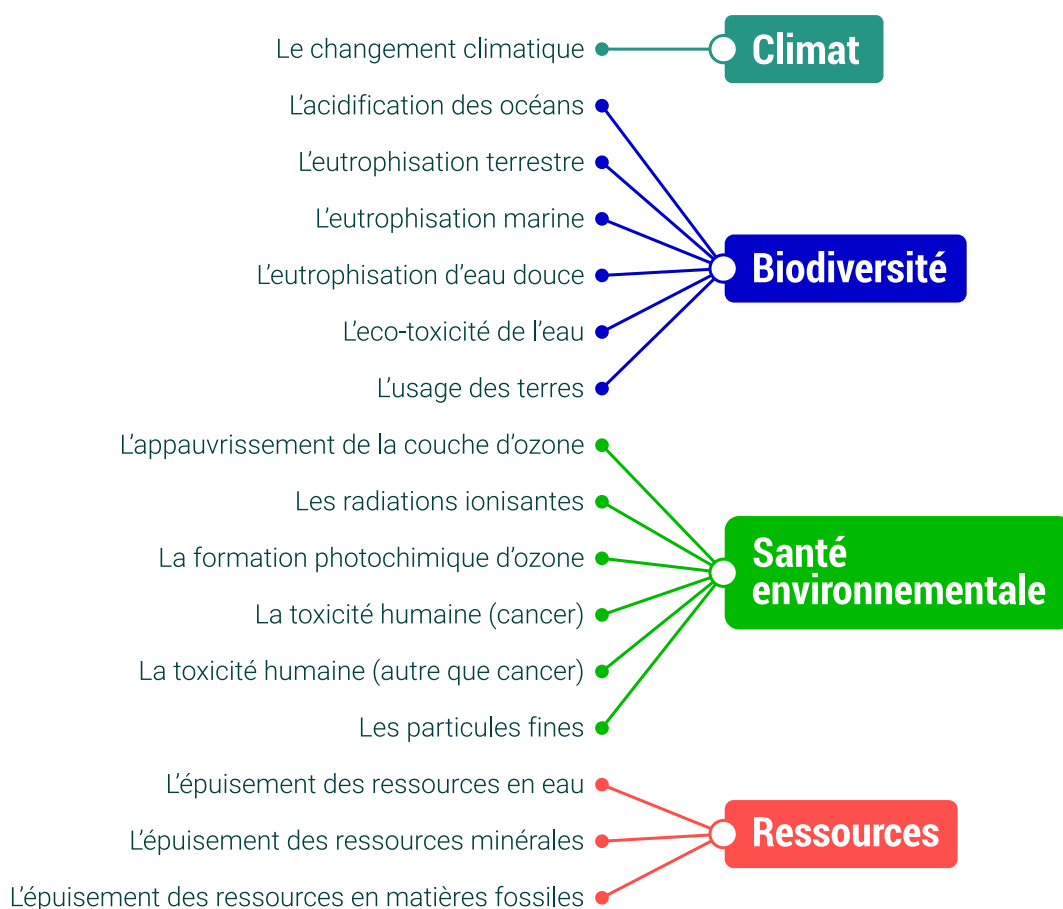 Le changement climatique
Climat
L'acidification des océans
L'eutrophisation terrestre
L'eutrophisation marine
L'eutrophisation d'eau douce
L'eco-toxicité de l'eau
L'usage des terres
Biodiversité
L'appauvrissement de la couche d'ozone
Les radiations ionisantes
La formation photochimique d'ozone
La toxicité humaine (cancer)
La toxicité humaine (autre que cancer)
Les particules fines
Santé
environnementale
L'épuisement des ressources en eau
L'épuisement des ressources minérales
L'épuisement des ressources en matières fossiles
Ressources